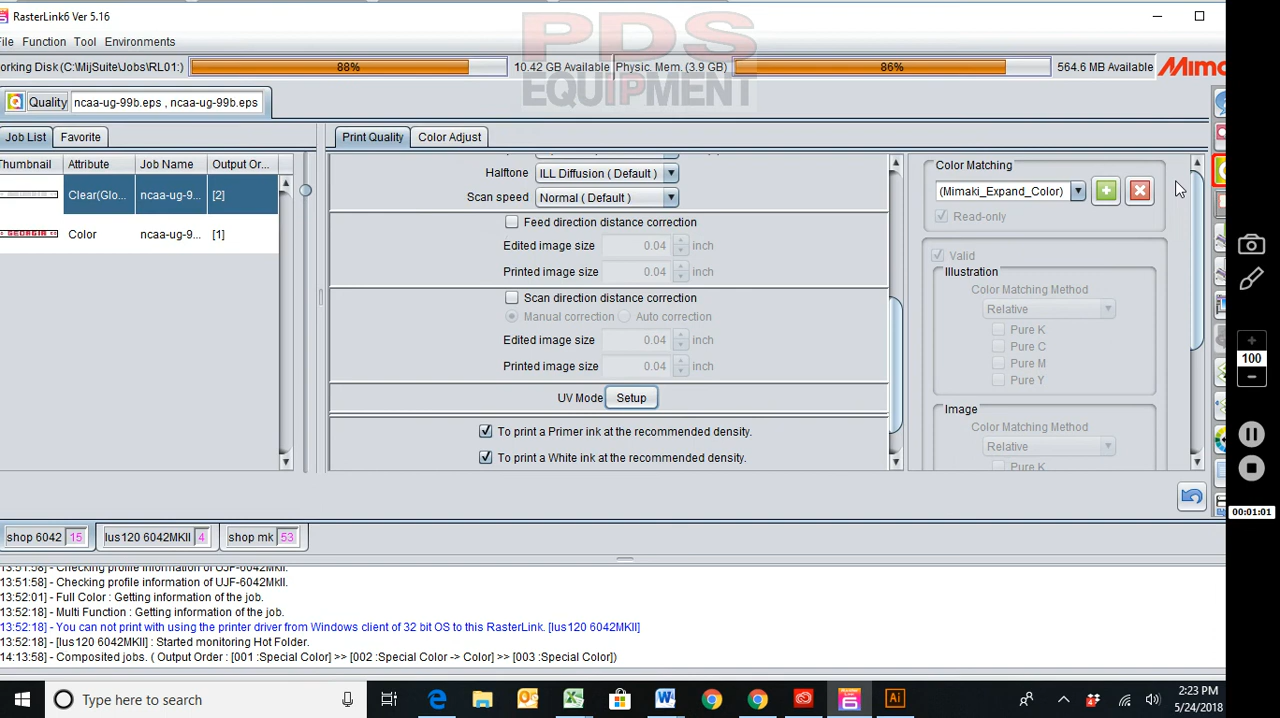 RasterLink6 Ver 5.16
File Function Tool Environments
orking Disk (C:\MijSuite\Jobs\RL01:) 88% 10.42 GB Available Physic. Mem. (3.9 GB) 86% 564.6 MB Available Mima
PDS
EQUIPMENT
Quality ncaa-ug-99b.eps , ncaa-ug-99b.eps
Job List Favorite Print Quality Color Adjust
Thumbnail Attribute Job Name Output Or...
Clear(Glo... ncaa-ug-9... [2]
GEORGIA Color ncaa-ug-9... [1]
Halftone ILL Diffusion ( Default )
Scan speed Normal ( Default )
Feed direction distance correction
Edited image size 0.04 inch
Printed image size 0.04 inch
Scan direction distance correction
Manual correction Auto correction
Edited image size 0.04 inch
Printed image size 0.04 inch
UV Mode Setup
To print a Primer ink at the recommended density.
To print a White ink at the recommended density.
Color Matching
(Mimaki_Expand_Color)
Read-only
Valid
Illustration
Color Matching Method
Relative
Pure K
Pure C
Pure M
Pure Y
Image
Color Matching Method
Relative
Pure K
100
00:01:01
shop 6042 15 lus120 6042MKII 4 shop mk 53
13:51:58] - Checking profile information of UJF-6042MkII.
13:51:58] - Checking profile information of UJF-6042MkII.
13:52:01] - Full Color : Getting information of the job.
13:52:18] - Multi Function : Getting information of the job.
13:52:18] - You can not print with using the printer driver from Windows client of 32 bit OS to this RasterLink. [lus120 6042MKII]
13:52:18] - [lus120 6042MKII] : Started monitoring Hot Folder.
14:13:58] - Composited jobs. ( Output Order : [001 :Special Color] >> [002 :Special Color -> Color] >> [003 :Special Color])
Type here to search
2:23 PM
5/24/2018